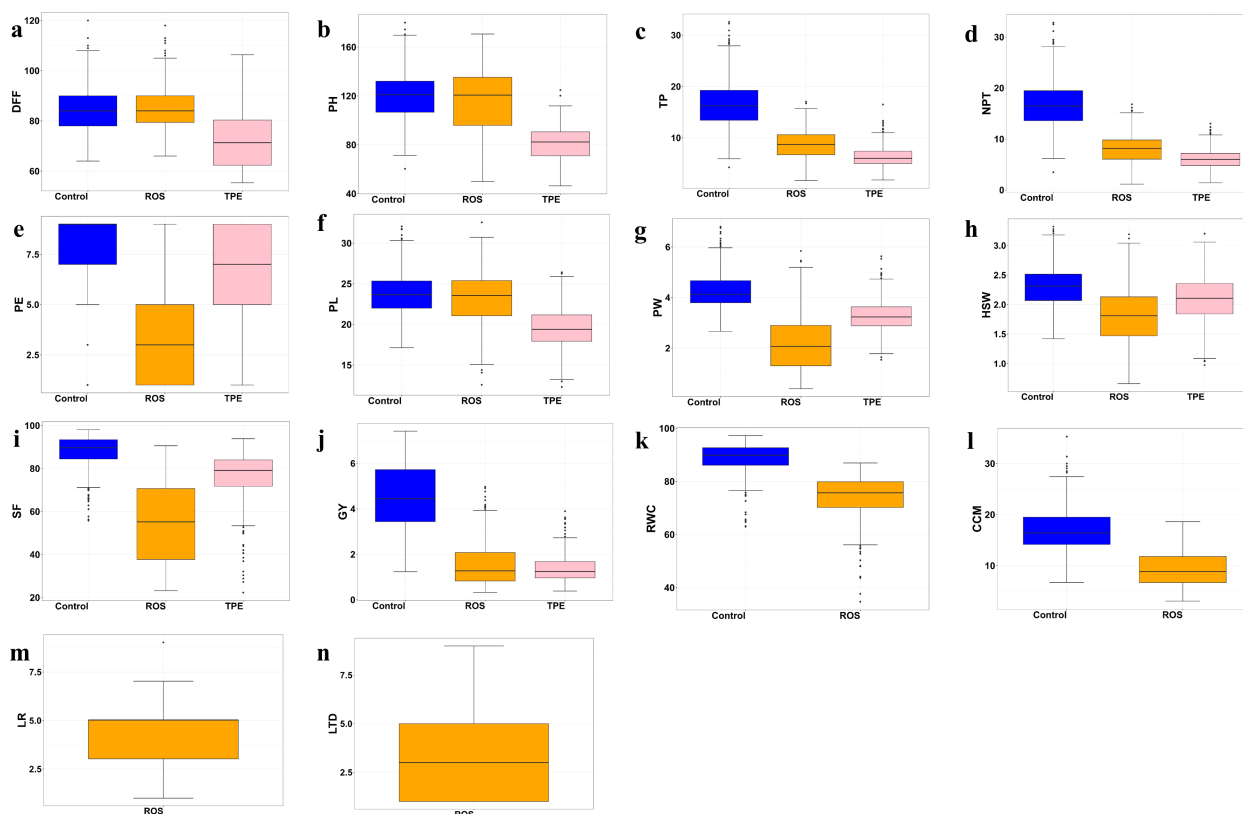 a
DFF
120
100
80
60
Control
ROS
TPE
b
PH
160
120
80
40
Control
ROS
TPE
c
TP
30
20
10
Control
ROS
TPE
d
NPT
30
20
10
0
Control
ROS
TPE
e
PE
7.5
5.0
2.5
Control
ROS
TPE
f
PL
30
25
20
15
Control
ROS
TPE
g
PW
6
4
2
Control
ROS
TPE
h
HSW
3.0
2.5
2.0
1.5
1.0
Control
ROS
TPE
i
SF
100
80
60
40
20
Control
ROS
TPE
j
GY
6
4
2
0
Control
ROS
TPE
k
RWC
100
80
60
40
Control
ROS
l
CCM
30
20
10
Control
ROS
m
LR
7.5
5.0
2.5
ROS
n
LTD
7.5
5.0
2.5
ROS